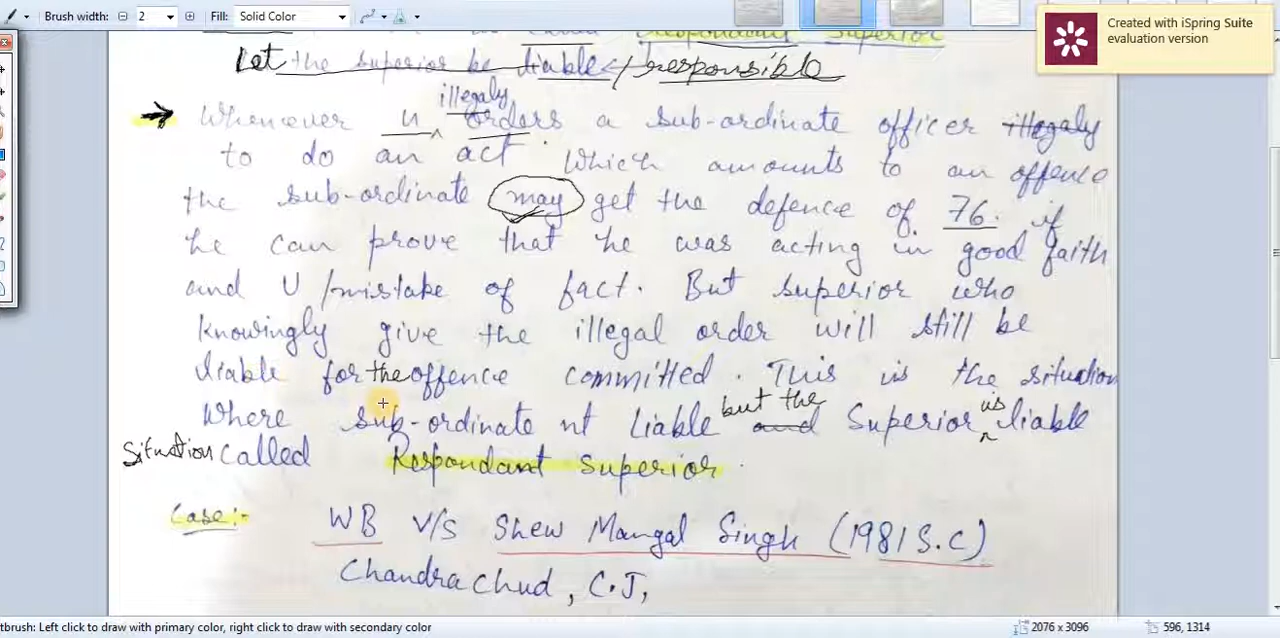 Brush width: 2 Fill: Solid Color
Created with iSpring Suite
evaluation version
Superior
Let the superior be liable / responsible
illegaly
Whenever u orders a sub-ordinate officer illegaly
to do an act which amounts to an offence
the sub-ordinate may get the defence of 76. if
he can prove that he was acting in good faith
and U/mistake of fact. But superior who
knowingly give the illegal order will still be
liable for the offence committed. This is the situation
but the is
where sub-ordinate nt liable and Superior liable
Situation called Respondant Superior.
Case:- WB V/S Shew Mangal Singh (1981 S.C)
Chandrachud, C.J,
tbrush: Left click to draw with primary color, right click to draw with secondary color
2076 x 3096
596, 1314